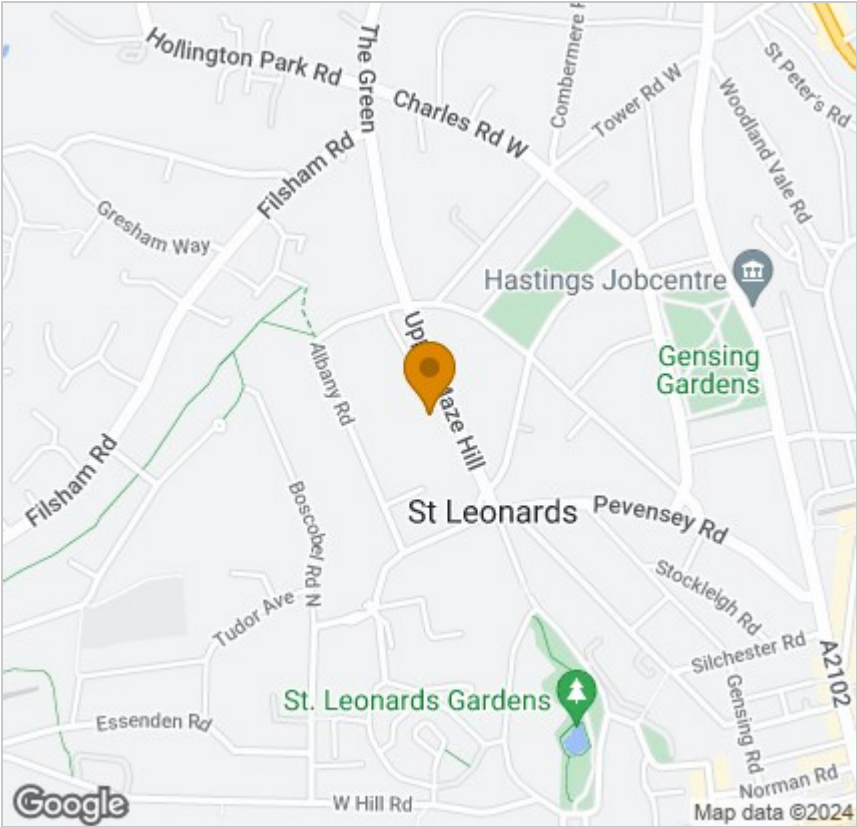 Hollington Park Rd
The Green
Combermere
St Peter's Rd
Charles Rd W
Tower Rd W
Woodland Vale Rd
Filsham Rd
Gresham Way
Hastings Jobcentre
Maze Hill
Gensing
Gardens
Albany Rd
Filsham Rd
St Leonards
Pevensey Rd
Boscobel Rd N
Stockleigh Rd
Tudor Ave
Silchester Rd
A2102
St. Leonards Gardens
Gensing Rd
Essenden Rd
Norman Rd
W Hill Rd
Google
Map data ©2024